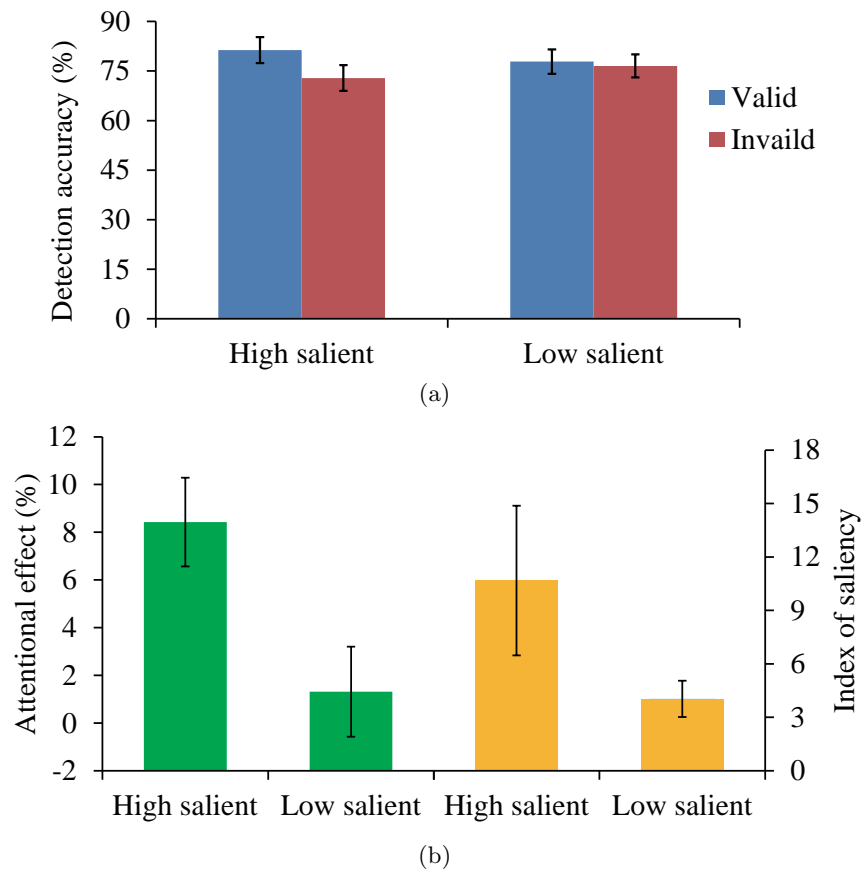 90
75
60
45
30
15
0
Detection accuracy (%)
Valid
Invaild
High salient
Low salient
(a)
12
10
8
6
4
2
0
-2
Attentional effect (%)
18
15
12
9
6
3
0
Index of saliency
High salient
Low salient
High salient
Low salient
(b)